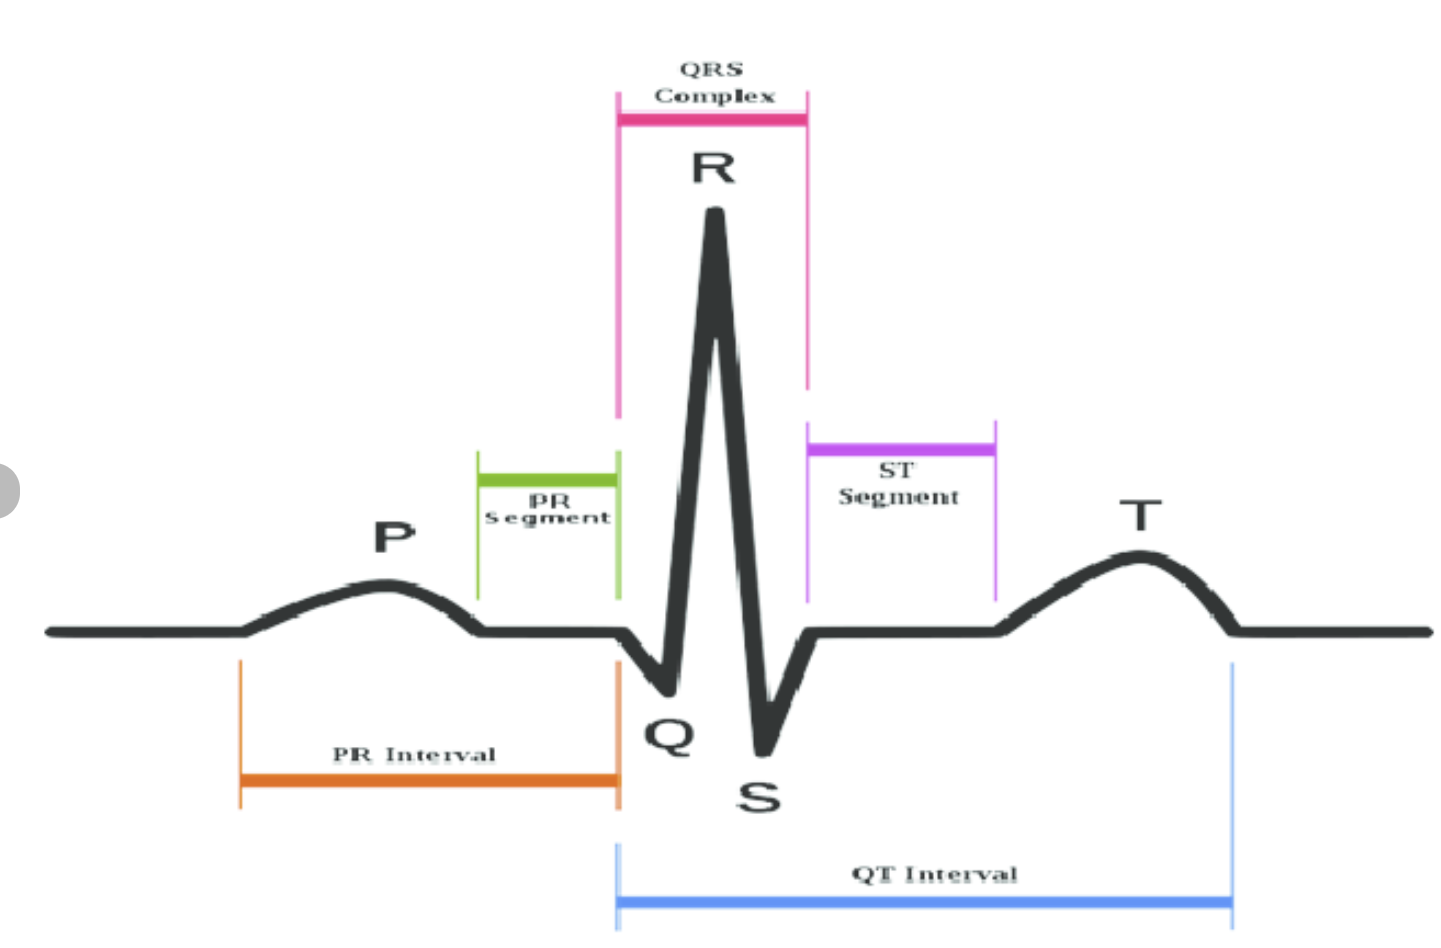 QRS
Complex
R
PR
Segment
ST
Segment
P
T
Q
PR Interval
S
QT Interval